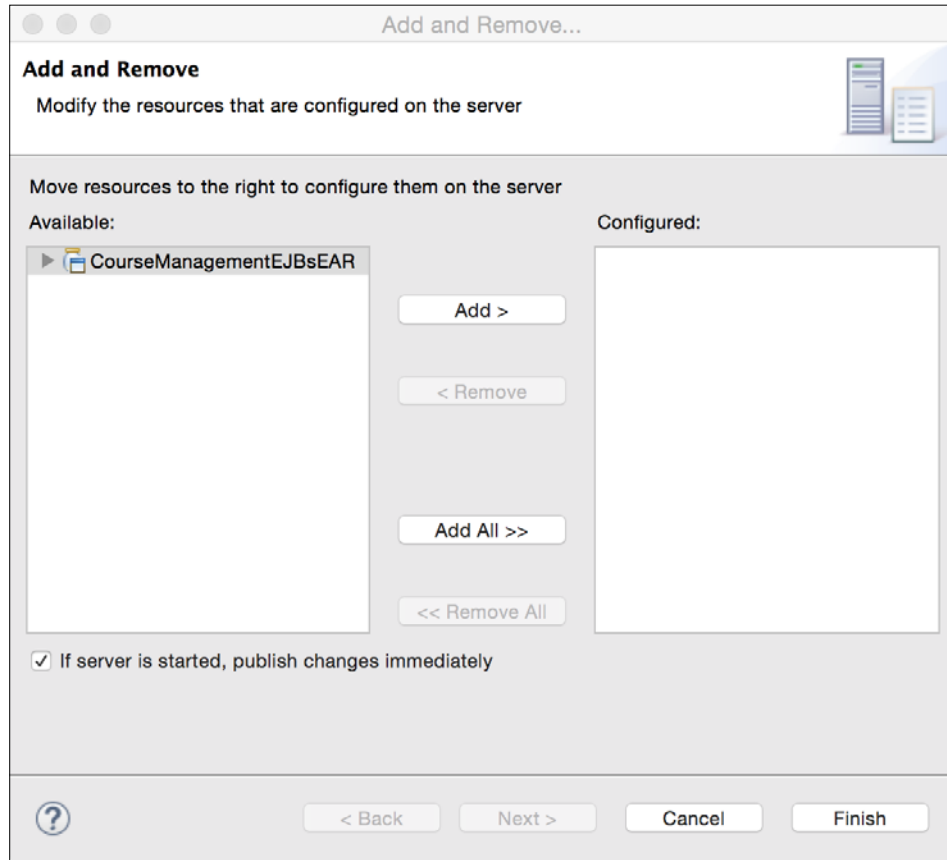 Add and Remove...
Add and Remove
Modify the resources that are configured on the server
Move resources to the right to configure them on the server
Available:
Configured:
CourseManagementEJBsEAR
Add >
< Remove
Add All >>
<< Remove All
If server is started, publish changes immediately
?
< Back
Next >
Cancel
Finish